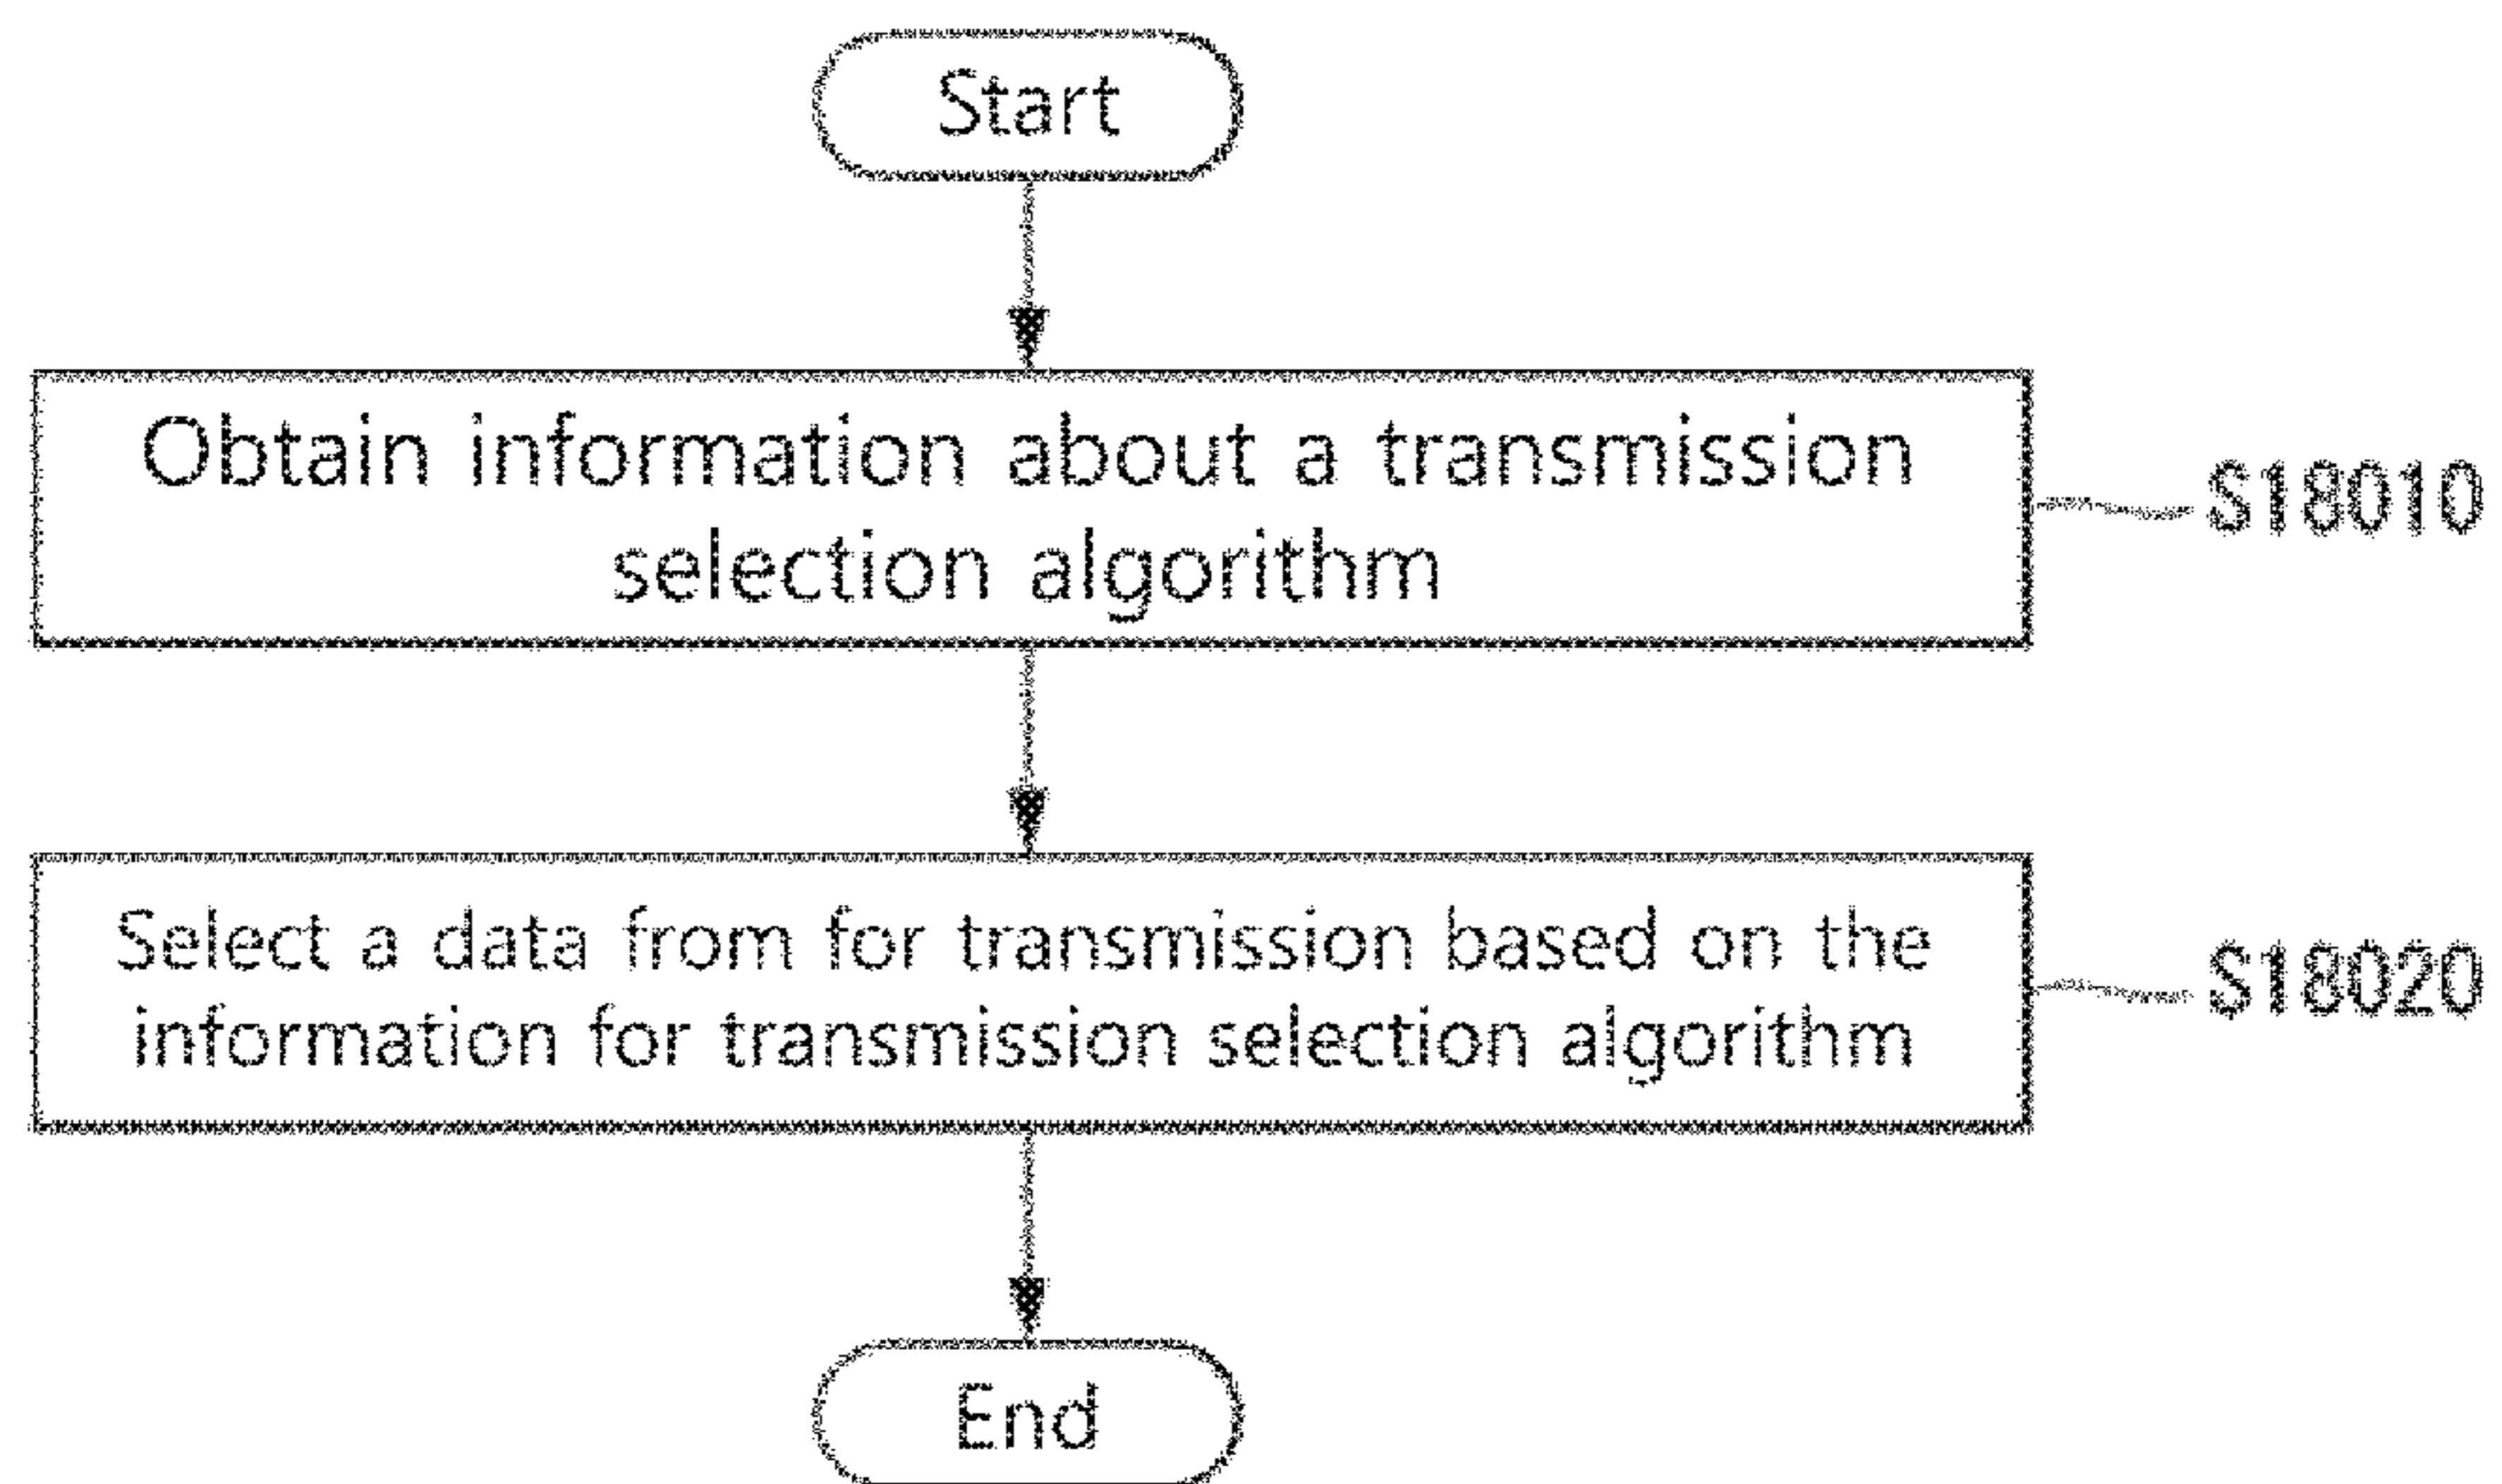 Start
Obtain information about a transmission
selection algorithm
S18010
Select a data from for transmission based on the
information for transmission selection algorithm
S18020
End